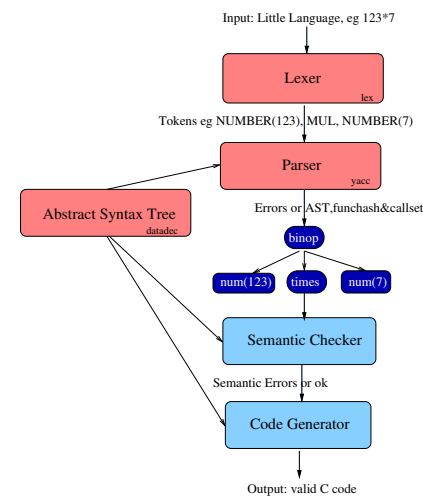 Input: Little Language, eg 123*7
Lexer
lex
Tokens eg NUMBER(123), MUL, NUMBER(7)
Parser
yacc
Abstract Syntax Tree
datadec
Errors or AST,funchash&callset
binop
num(123)
times
num(7)
Semantic Checker
Semantic Errors or ok
Code Generator
Output: valid C code